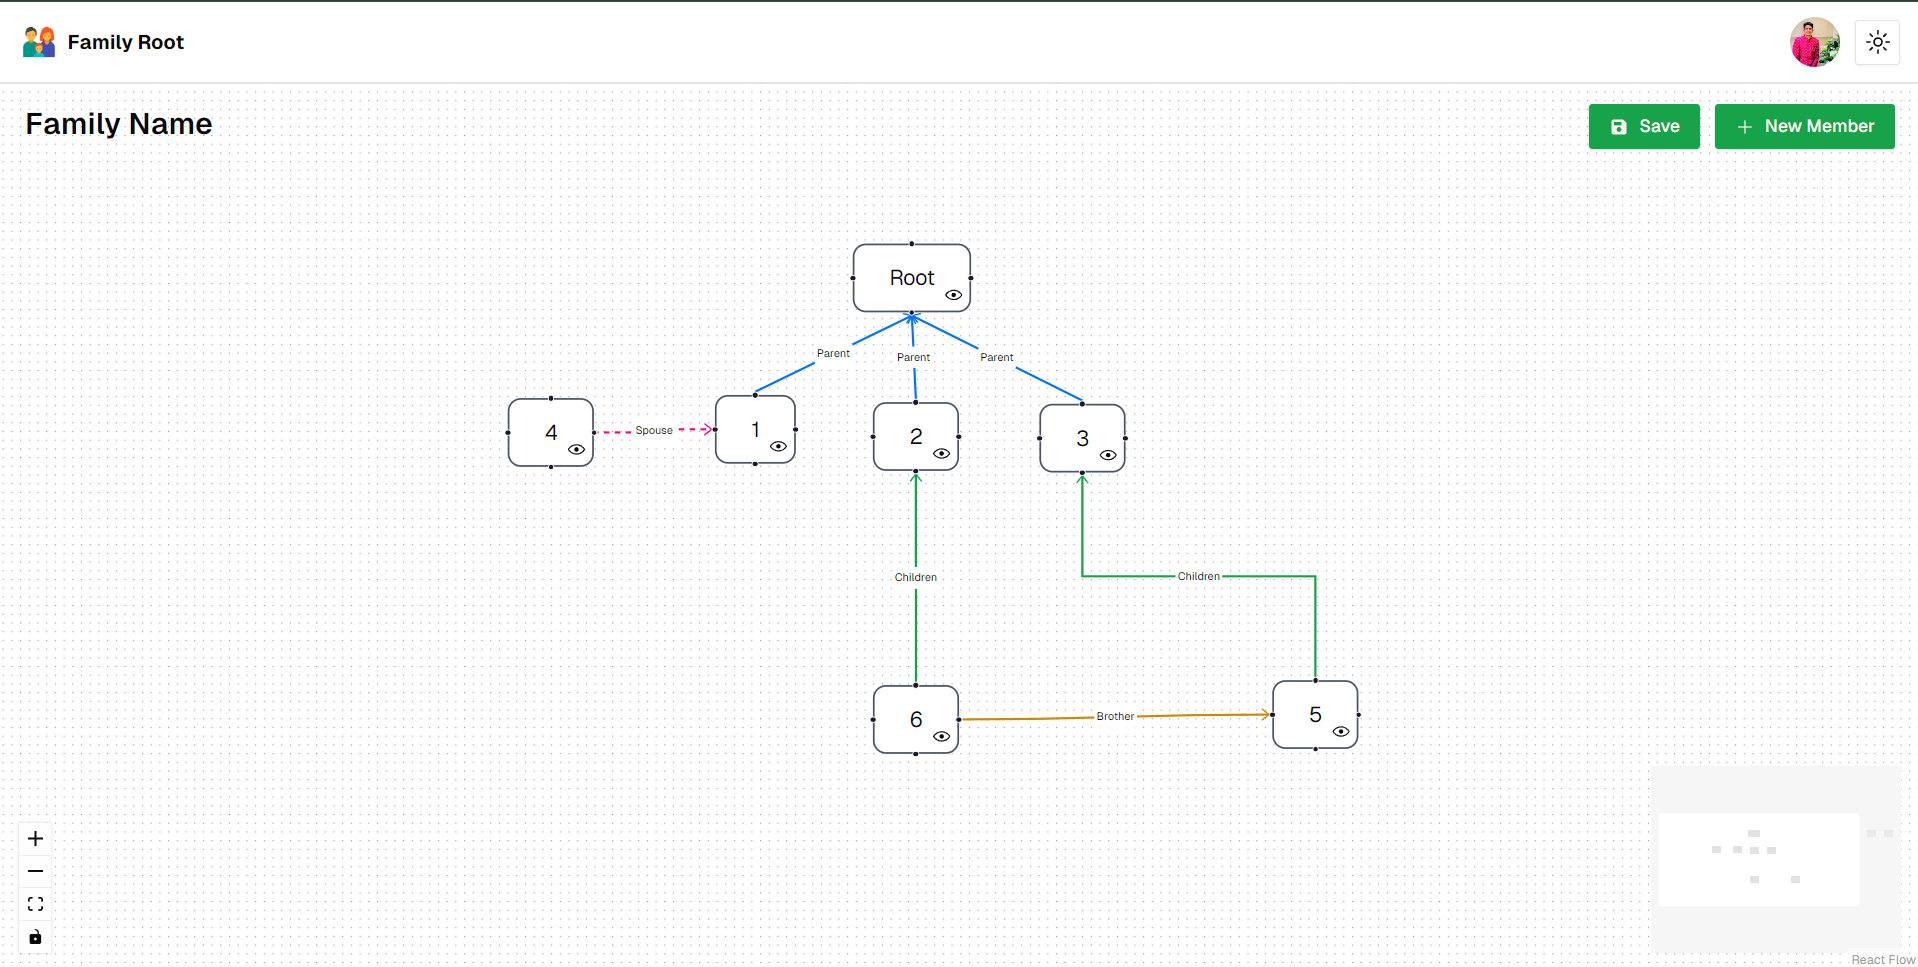 Family Root
Family Name
Save
New Member
Root
Parent
Parent
Parent
4
Spouse
1
2
3
Children
Children
6
Brother
5
React Flow